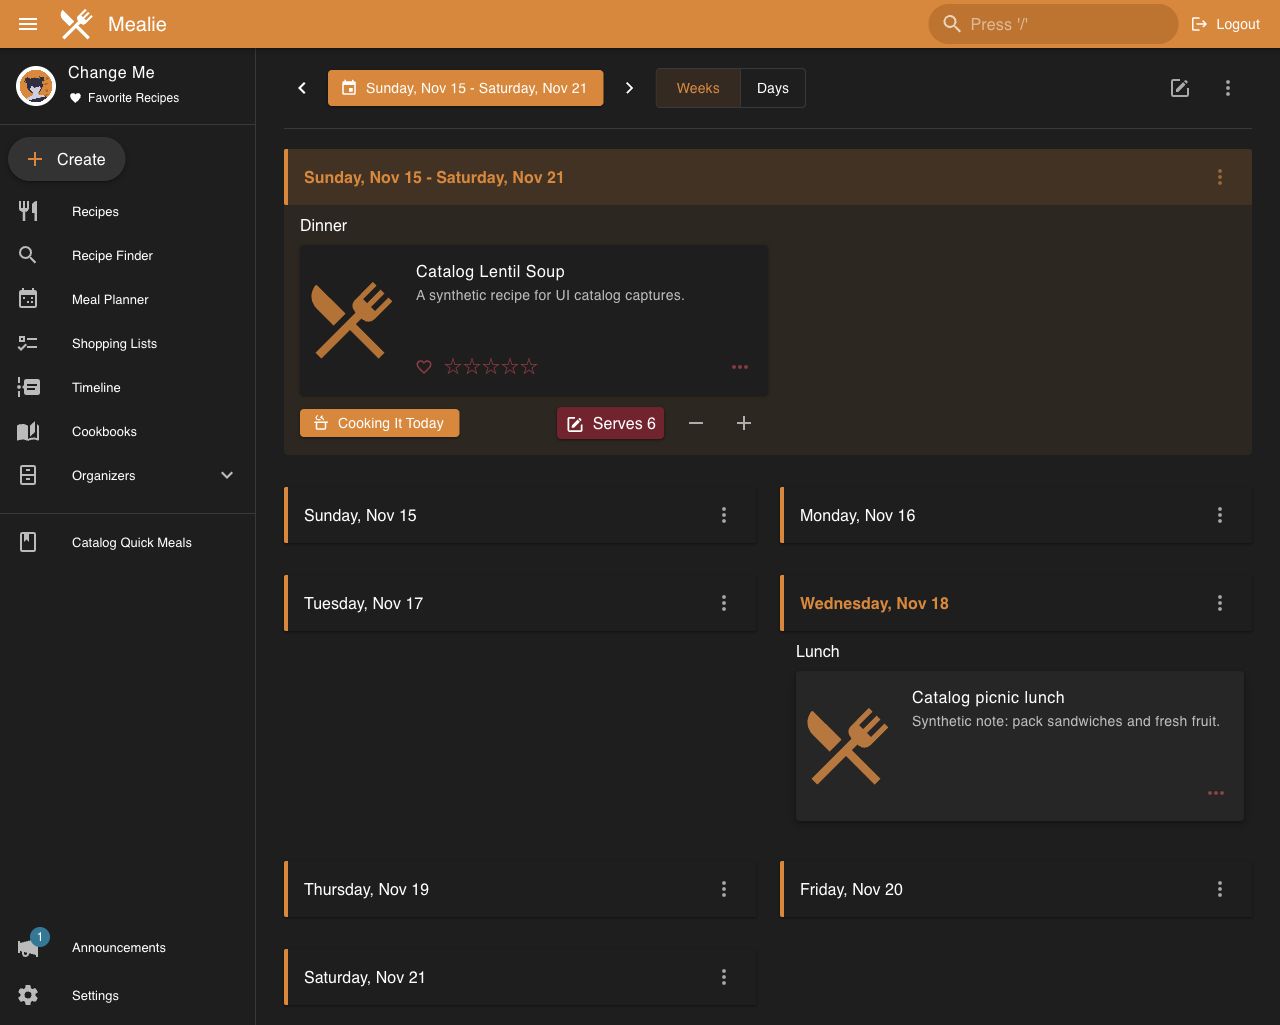 Mealie
Press '/'
Logout
Change Me
Favorite Recipes
Create
Recipes
Recipe Finder
Meal Planner
Shopping Lists
Timeline
Cookbooks
Organizers
Catalog Quick Meals
1
Announcements
Settings
Sunday, Nov 15 - Saturday, Nov 21
Weeks
Days
Sunday, Nov 15 - Saturday, Nov 21
Dinner
Catalog Lentil Soup
A synthetic recipe for UI catalog captures.
Cooking It Today
Serves 6
Sunday, Nov 15
Monday, Nov 16
Tuesday, Nov 17
Wednesday, Nov 18
Lunch
Catalog picnic lunch
Synthetic note: pack sandwiches and fresh fruit.
Thursday, Nov 19
Friday, Nov 20
Saturday, Nov 21